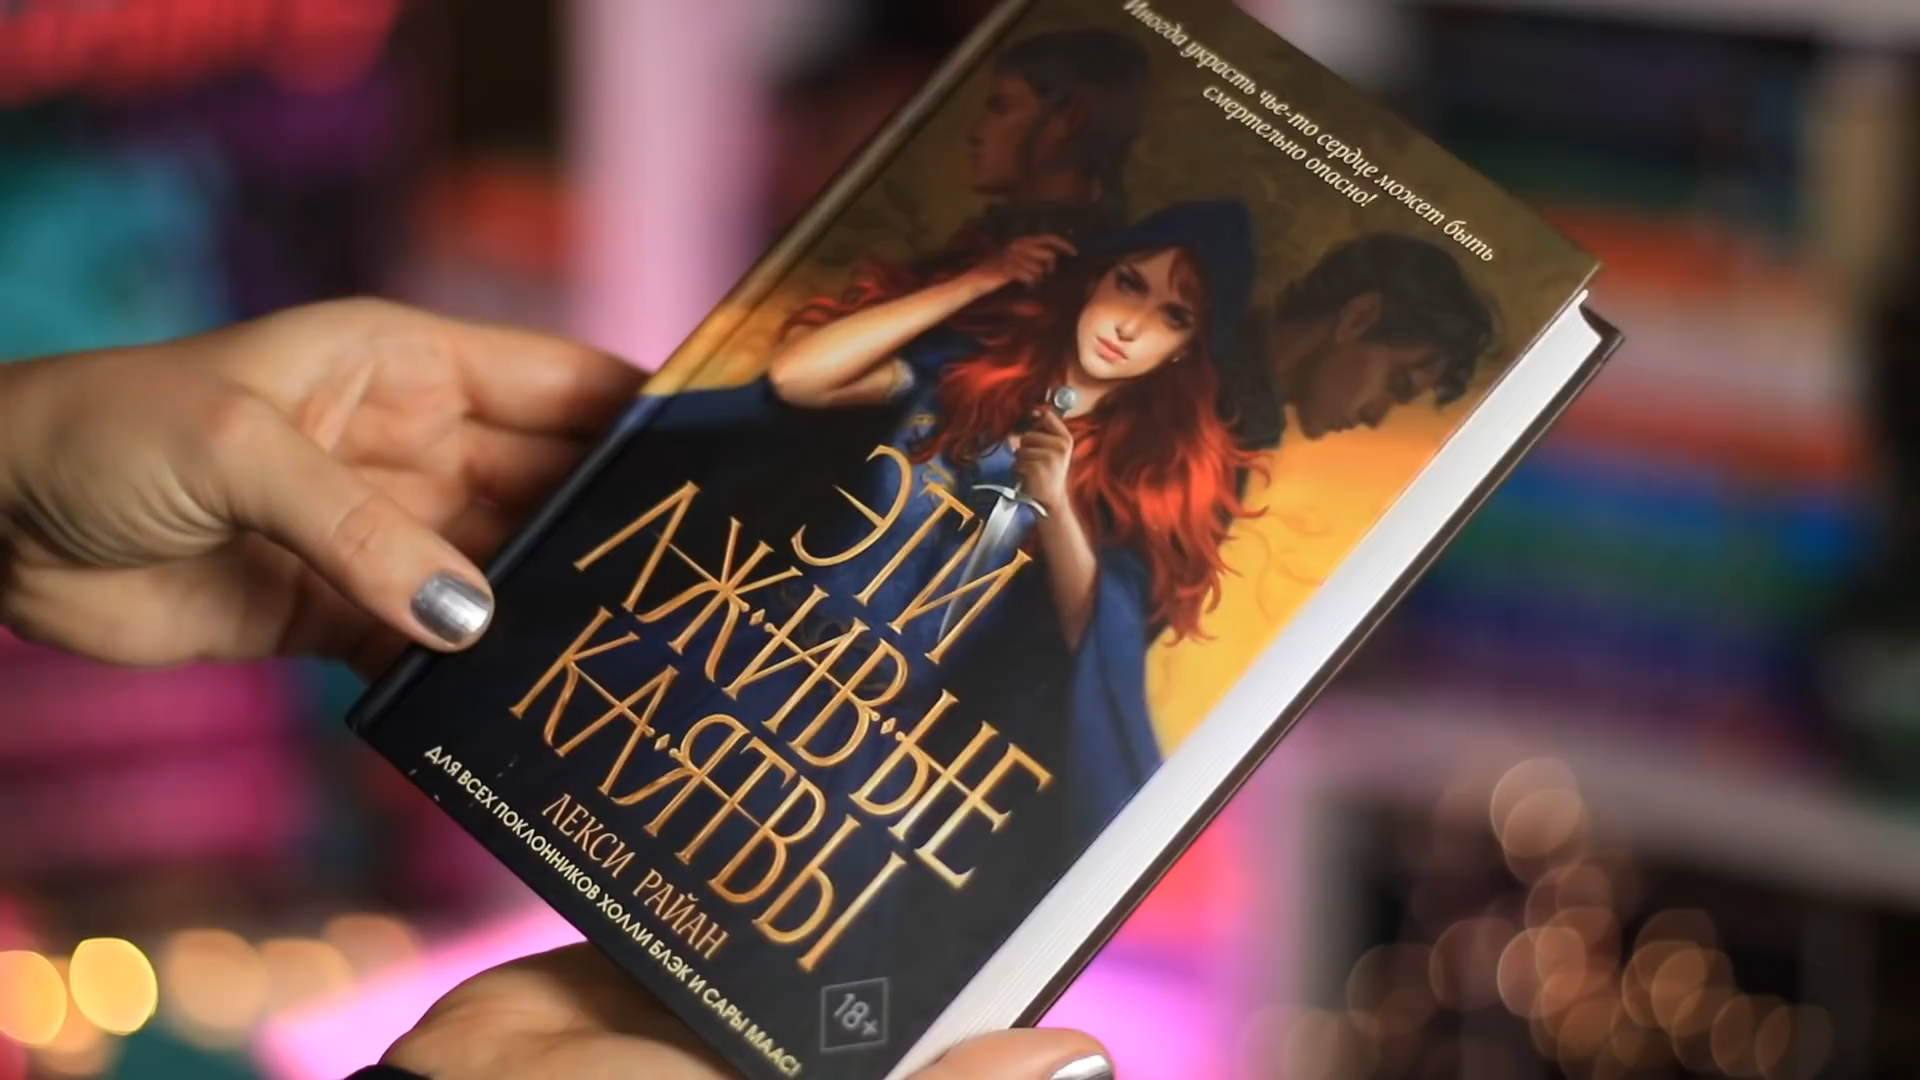 Иногда украсть чье-то сердце может быть
смертельно опасно!
ЭТИ
ЛЖИВЫЕ
КЛЯТВЫ
ЛЕКСИ РАЙАН
ДЛЯ ВСЕХ ПОКЛОННИКОВ ХОЛЛИ БЛЭК И САРЫ МААС!
18+